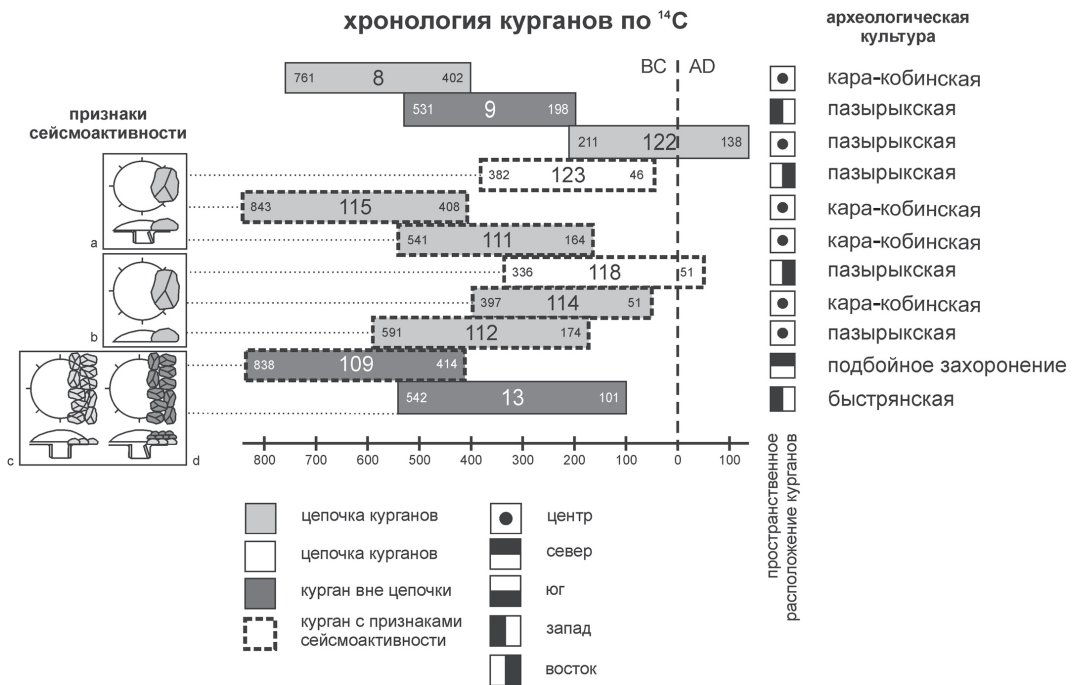 хронология курганов по ¹⁴C
археологическая
культура
BC AD
признаки
сейсмоактивности
761 8 402
кара-кобинская
531 9 198
пазырыкская
211 122 138
пазырыкская
382 123 46
пазырыкская
843 115 408
кара-кобинская
a
541 111 164
кара-кобинская
336 118 51
пазырыкская
397 114 51
кара-кобинская
b
591 112 174
пазырыкская
838 109 414
подбойное захоронение
542 13 101
быстрянская
c d
800 700 600 500 400 300 200 100 0 100
пространственное
расположение курганов
цепочка курганов
цепочка курганов
курган вне цепочки
курган с признаками
сейсмоактивности
центр
север
юг
запад
восток